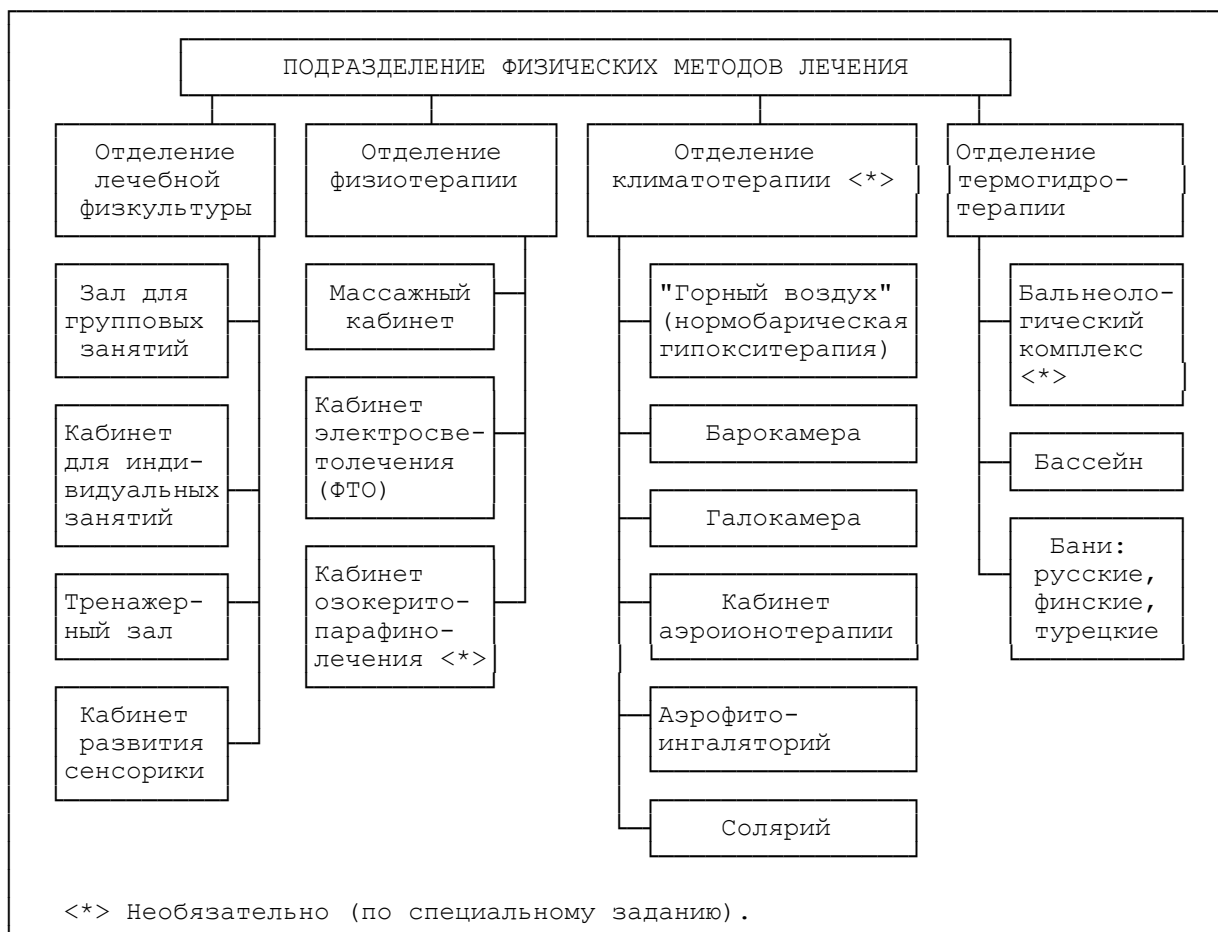 ПОДРАЗДЕЛЕНИЕ ФИЗИЧЕСКИХ МЕТОДОВ ЛЕЧЕНИЯ
Отделение
лечебной
физкультуры
Зал для
групповых
занятий
Кабинет
для инди-
видуальных
занятий
Тренажер-
ный зал
Кабинет
развития
сенсорики
Отделение
физиотерапии
Массажный
кабинет
Кабинет
электросве-
толечения
(ФТО)
Кабинет
озокерито-
парафино-
лечения <*>
Отделение
климатотерапии <*>
"Горный воздух"
(нормобарическая
гипокситерапия)
Барокамера
Галокамера
Кабинет
аэроионотерапии
Аэрофито-
ингаляторий
Солярий
Отделение
термогидро-
терапии
Бальнеоло-
гический
комплекс
<*>
Бассейн
Бани:
русские,
финские,
турецкие
<*> Необязательно (по специальному заданию).